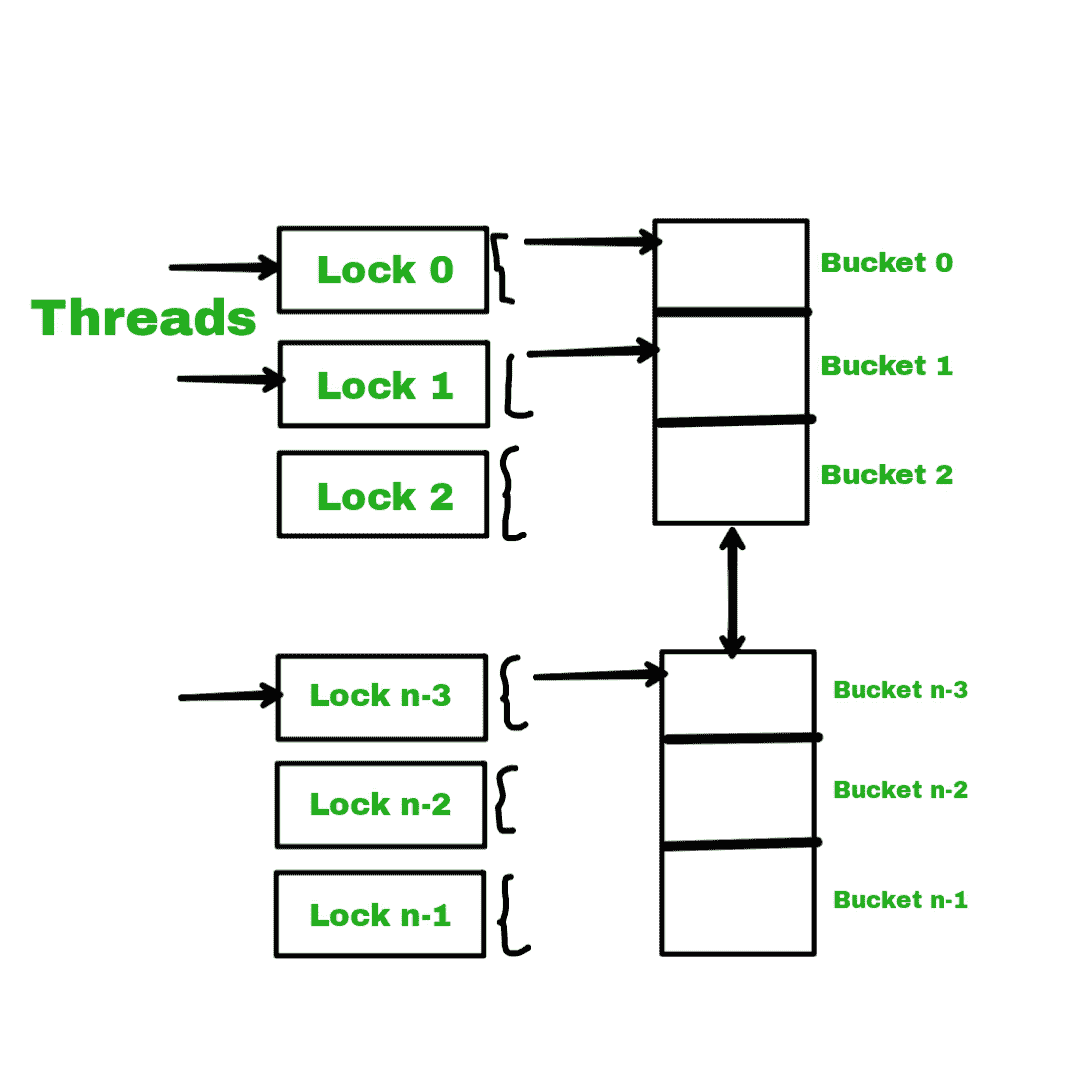 Lock 0
Bucket 0
Threads
Lock 1
Bucket 1
Lock 2
Bucket 2
Lock n-3
Bucket n-3
Lock n-2
Bucket n-2
Lock n-1
Bucket n-1